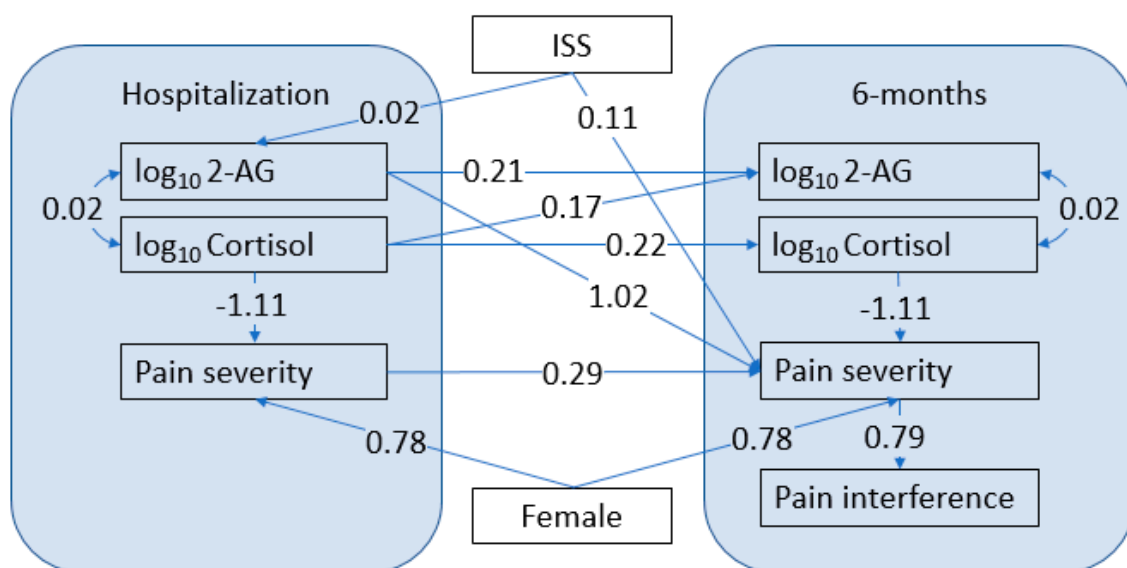 ISS
Hospitalization
6-months
0.02
0.11
log₁₀ 2-AG
0.21
log₁₀ 2-AG
0.02
0.17
0.02
log₁₀ Cortisol
0.22
log₁₀ Cortisol
-1.11
1.02
-1.11
Pain severity
0.29
Pain severity
0.78
0.78
0.79
Female
Pain interference